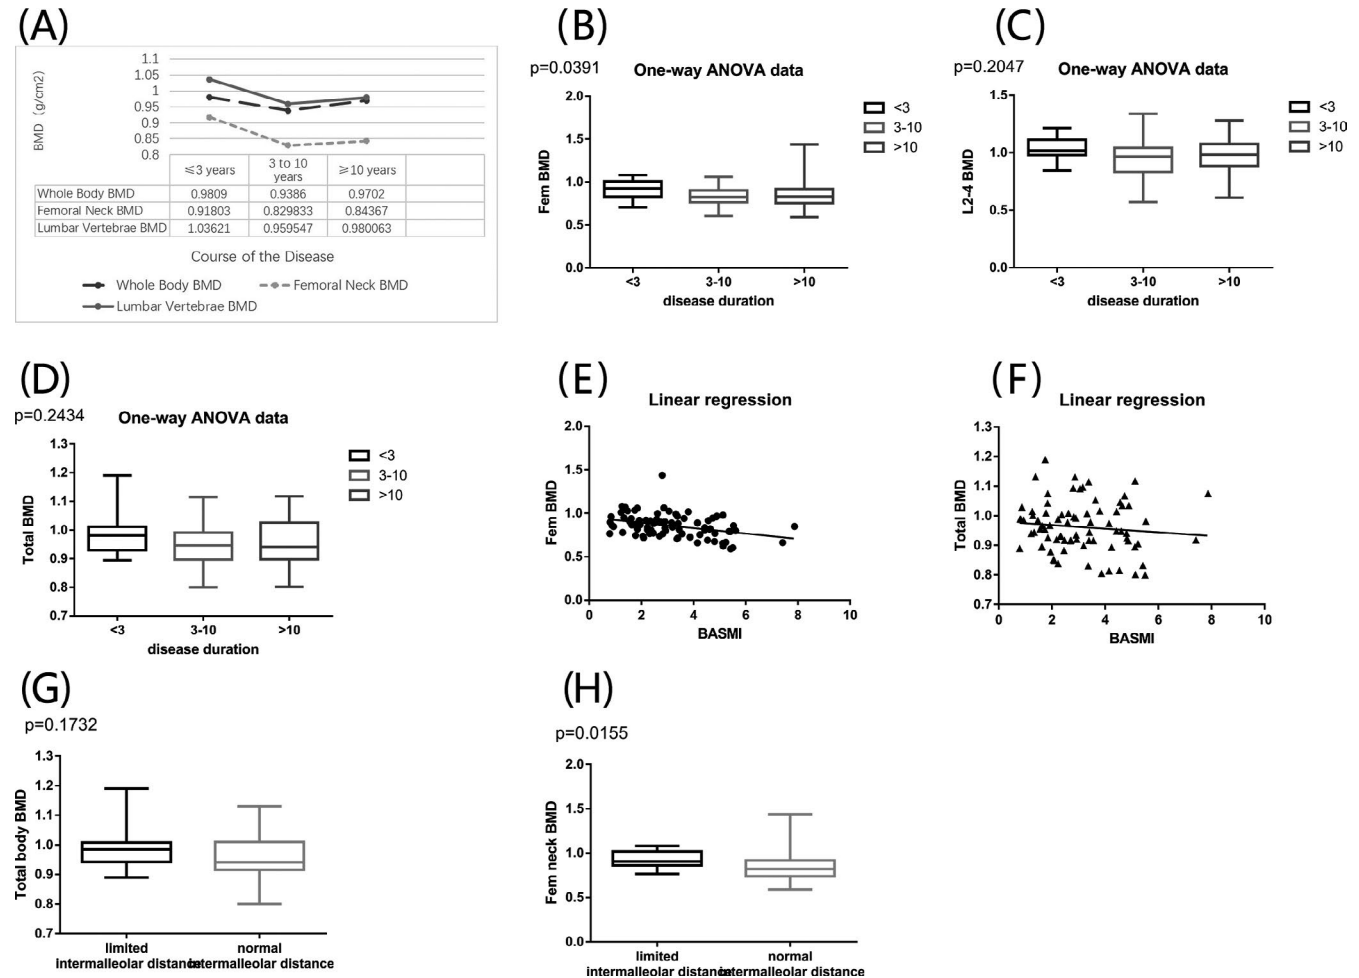 (A)
1.1
1.05
1
0.95
0.9
0.85
0.8
BMD (g/cm2)
≤3 years 3 to 10 years ≥10 years
Whole Body BMD 0.9809 0.9386 0.9702
Femoral Neck BMD 0.91803 0.829833 0.84367
Lumbar Vertebrae BMD 1.03621 0.959547 0.980063
Course of the Disease
Whole Body BMD Femoral Neck BMD
Lumbar Vertebrae BMD
(B)
p=0.0391 One-way ANOVA data
2.0
1.5
1.0
0.5
0.0
Fem BMD
<3 3-10 >10
disease duration
<3
3-10
>10
(C)
p=0.2047 One-way ANOVA data
1.5
1.0
0.5
0.0
L2-4 BMD
<3 3-10 >10
disease duration
<3
3-10
>10
(D)
p=0.2434 One-way ANOVA data
1.3
1.2
1.1
1.0
0.9
0.8
0.7
Total BMD
<3 3-10 >10
disease duration
<3
3-10
>10
(E)
Linear regression
2.0
1.5
1.0
0.5
0.0
Fem BMD
0 2 4 6 8 10
BASMI
(F)
Linear regression
1.3
1.2
1.1
1.0
0.9
0.8
0.7
Total BMD
0 2 4 6 8 10
BASMI
(G)
p=0.1732
1.3
1.2
1.1
1.0
0.9
0.8
0.7
Total body BMD
limited normal
intermalleolar distance intermalleolar distance
(H)
p=0.0155
2.0
1.5
1.0
0.5
0.0
Fem neck BMD
limited normal
intermalleolar distance intermalleolar distance